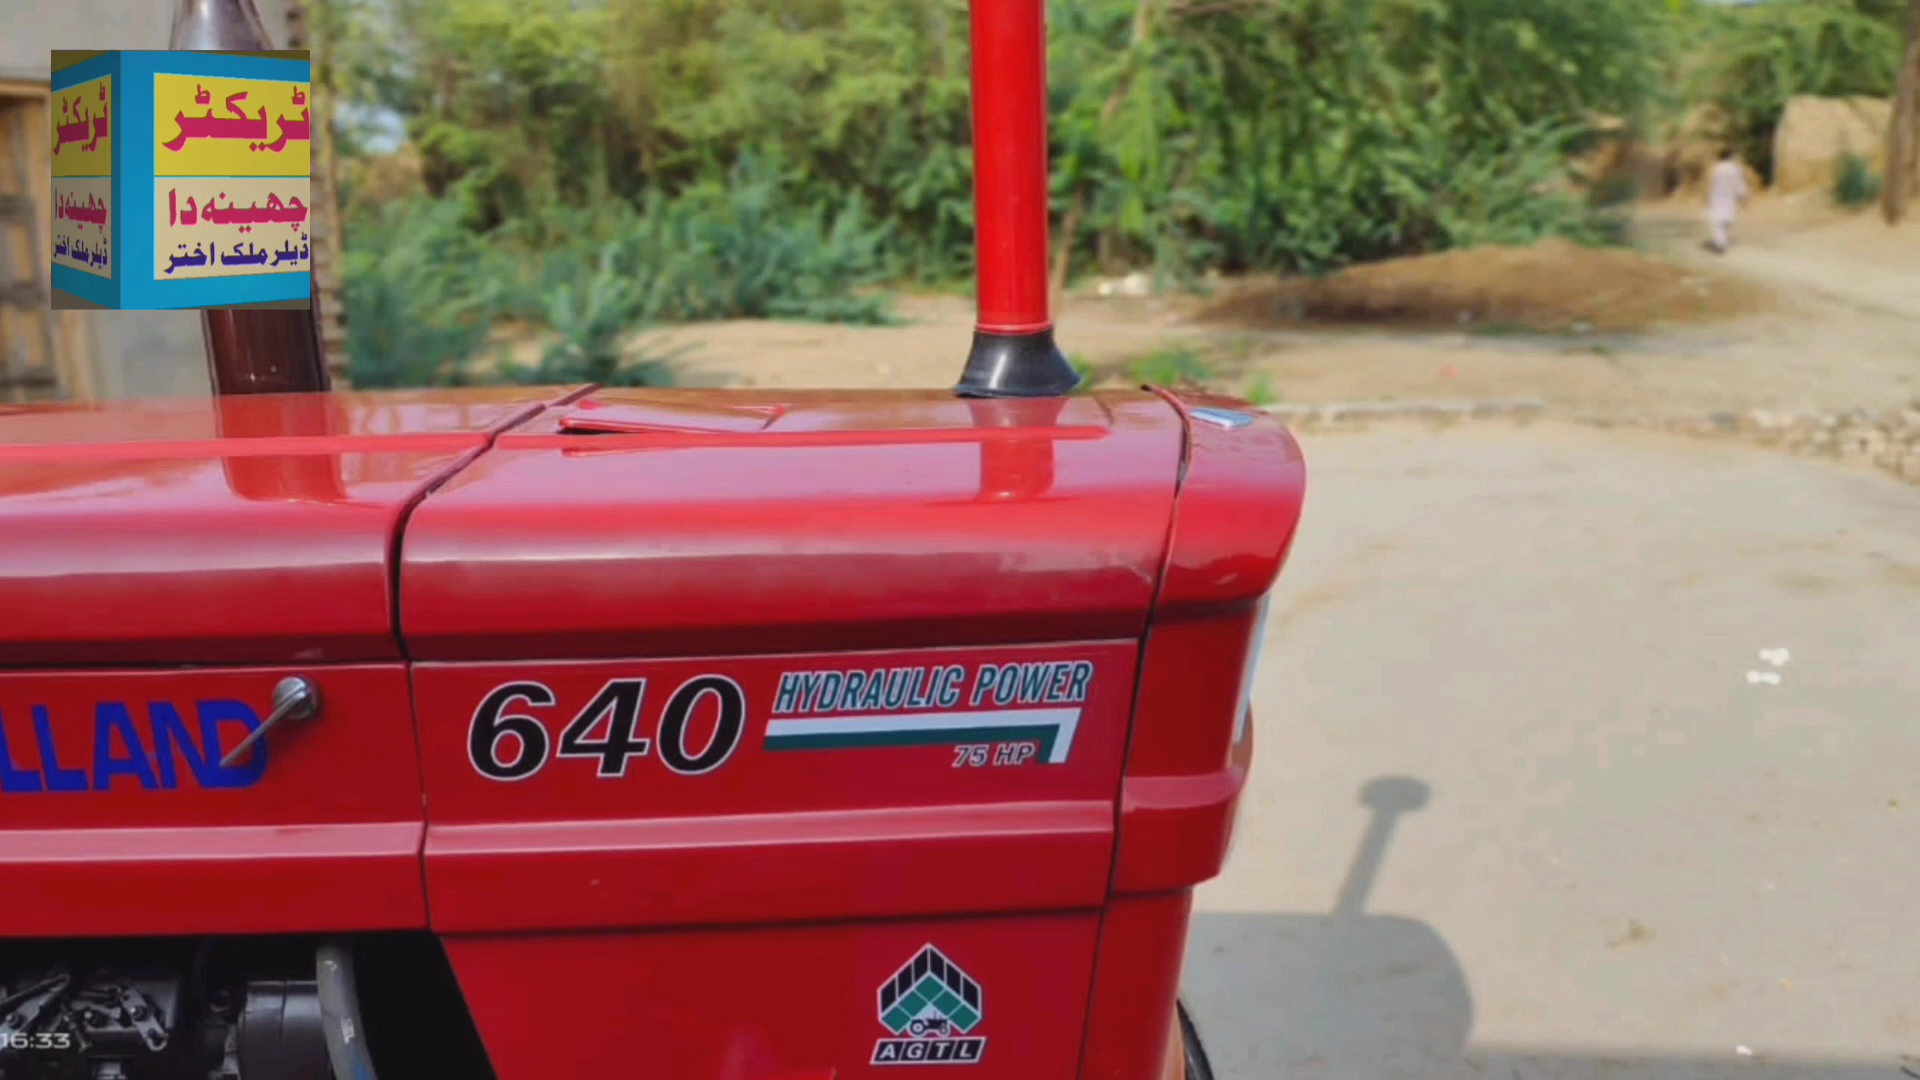 ٹریکٹر
چھینہ دا
ڈیلر ملک اختر
ٹریکٹر
چھینہ دا
ڈیلر ملک اختر
LLAND
640
HYDRAULIC POWER
75 HP
AGTL
16:33